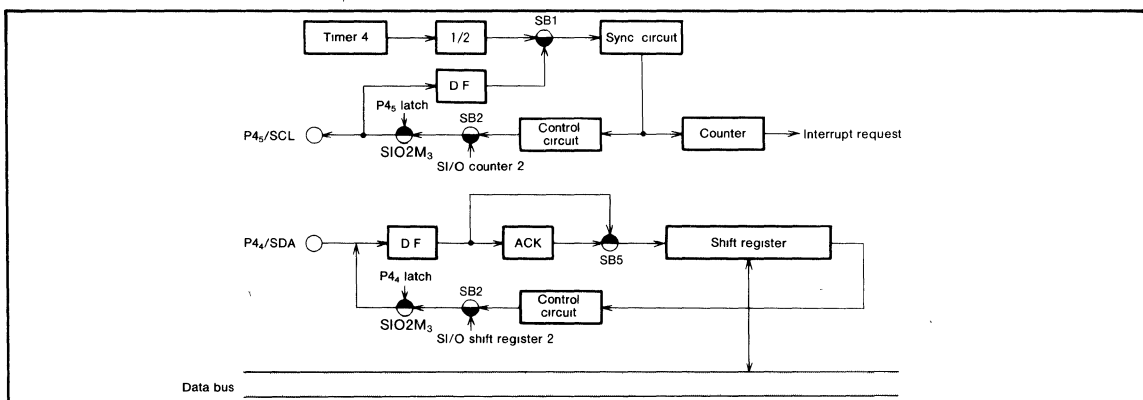 SB1
Timer 4
1/2
Sync circuit
D F
P4₅ latch
SB2
P4₅/SCL
Control circuit
Counter
Interrupt request
SIO2M₃
SI/O counter 2
P4₄/SDA
D F
ACK
Shift register
SB5
P4₄ latch
SB2
Control circuit
SIO2M₃
SI/O shift register 2
Data bus